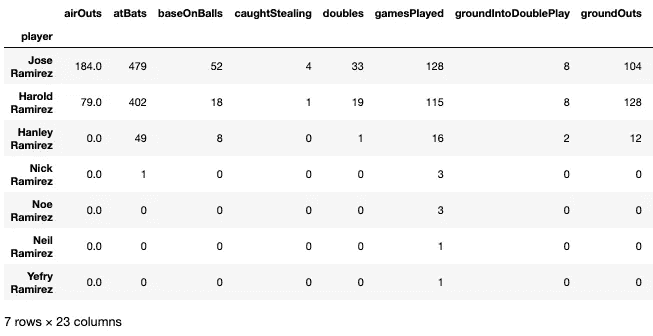 airOuts atBats baseOnBalls caughtStealing doubles gamesPlayed groundIntoDoublePlay groundOuts
player
Jose Ramirez 184.0 479 52 4 33 128 8 104
Harold Ramirez 79.0 402 18 1 19 115 8 128
Hanley Ramirez 0.0 49 8 0 1 16 2 12
Nick Ramirez 0.0 1 0 0 0 3 0 0
Noe Ramirez 0.0 0 0 0 0 3 0 0
Neil Ramirez 0.0 0 0 0 0 1 0 0
Yefry Ramirez 0.0 0 0 0 0 1 0 0
7 rows × 23 columns